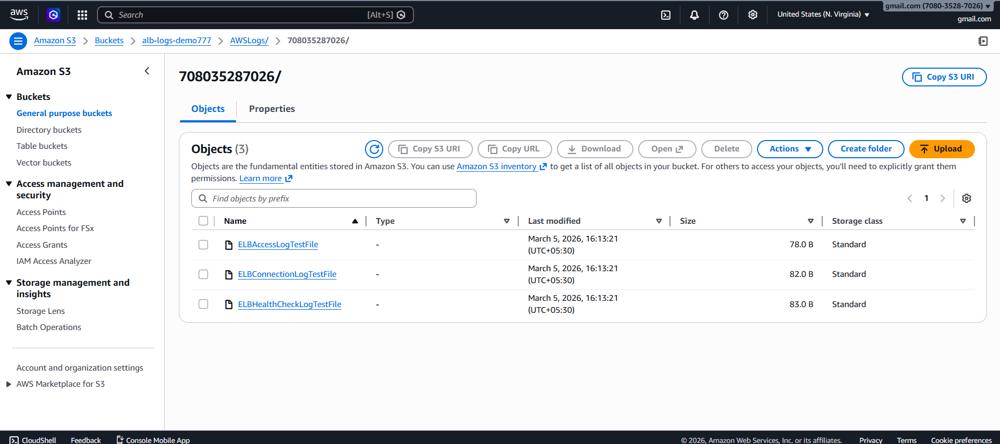 aws
Search
[Alt+S]
United States (N. Virginia)
gmail.com (7080-3528-7026)
gmail.com
Amazon S3
Buckets
alb-logs-demo777
AWSLogs/
708035287026/
Amazon S3
Buckets
General purpose buckets
Directory buckets
Table buckets
Vector buckets
Access management and
security
Access Points
Access Points for FSx
Access Grants
IAM Access Analyzer
Storage management and
insights
Storage Lens
Batch Operations
Account and organization settings
AWS Marketplace for S3
708035287026/
Copy S3 URI
Objects
Properties
Objects (3)
Copy S3 URI
Copy URL
Download
Open
Delete
Actions
Create folder
Upload
Objects are the fundamental entities stored in Amazon S3. You can use Amazon S3 inventory to get a list of all objects in your bucket. For others to access your objects, you'll need to explicitly grant them
permissions. Learn more
Find objects by prefix
1
Name Type Last modified Size Storage class
ELBAccessLogTestFile - March 5, 2026, 16:13:21 (UTC+05:30) 78.0 B Standard
ELBConnectionLogTestFile - March 5, 2026, 16:13:21 (UTC+05:30) 82.0 B Standard
ELBHealthCheckLogTestFile - March 5, 2026, 16:13:21 (UTC+05:30) 83.0 B Standard
CloudShell
Feedback
Console Mobile App
© 2026, Amazon Web Services, Inc. or its affiliates.
Privacy
Terms
Cookie preferences